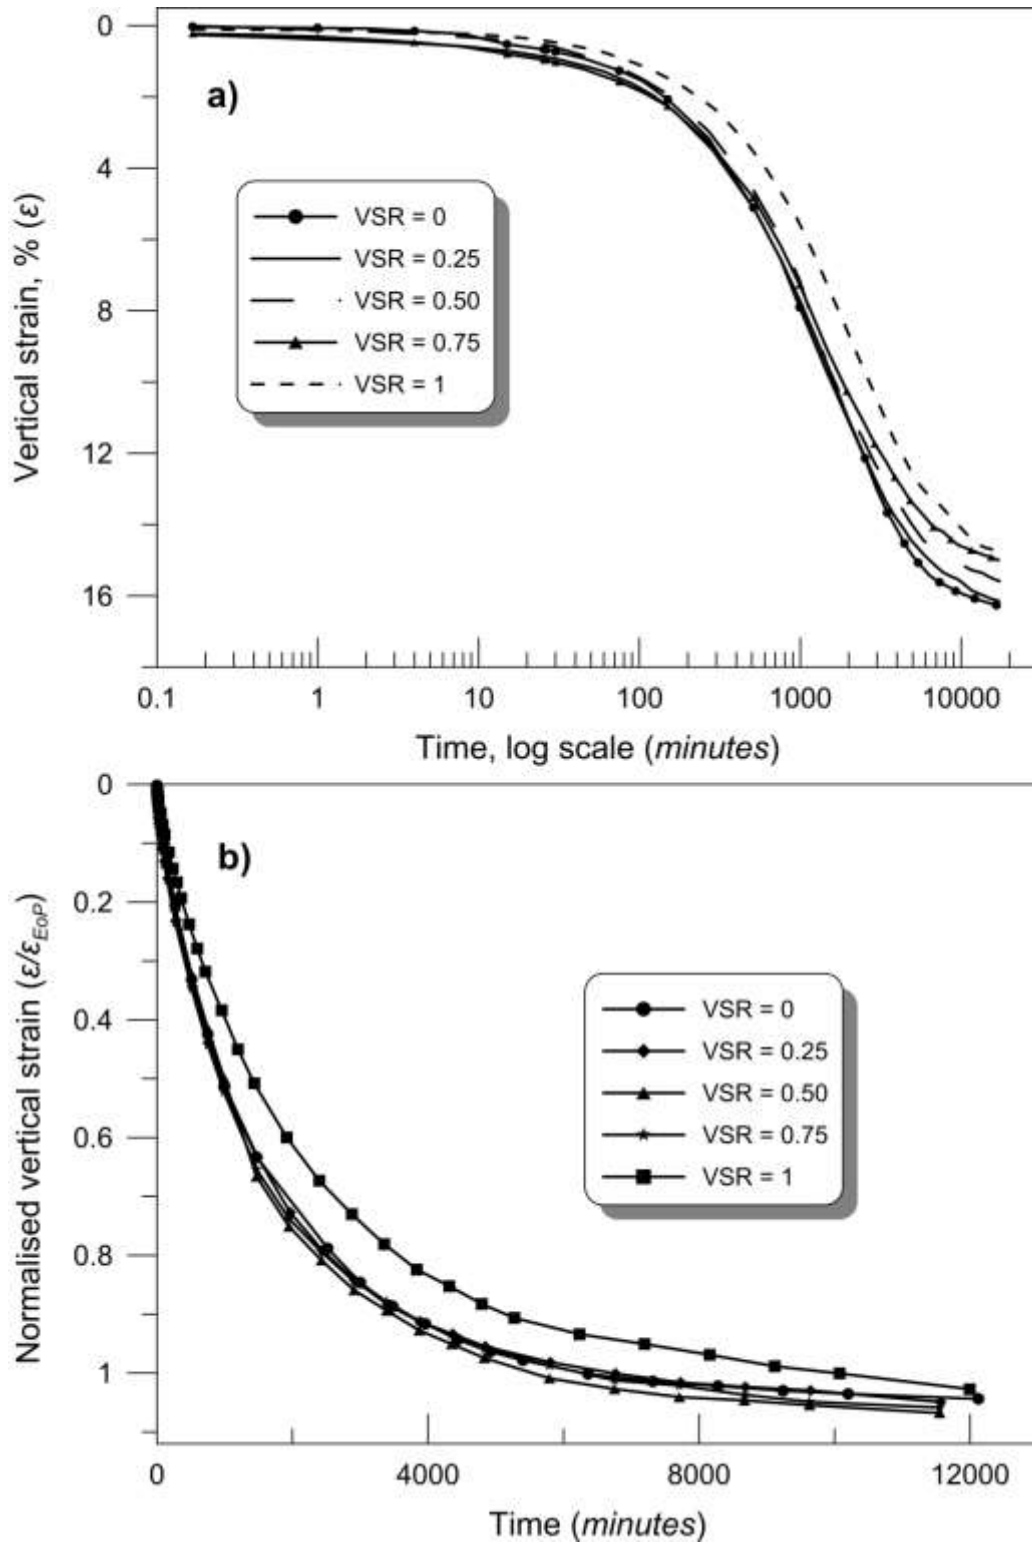 0
4
8
12
16
Vertical strain, % (ε)
a)
VSR = 0
VSR = 0.25
VSR = 0.50
VSR = 0.75
VSR = 1
0.1 1 10 100 1000 10000
Time, log scale (minutes)
0
0.2
0.4
0.6
0.8
1
Normalised vertical strain (ε/ε_EoP)
b)
VSR = 0
VSR = 0.25
VSR = 0.50
VSR = 0.75
VSR = 1
0 4000 8000 12000
Time (minutes)